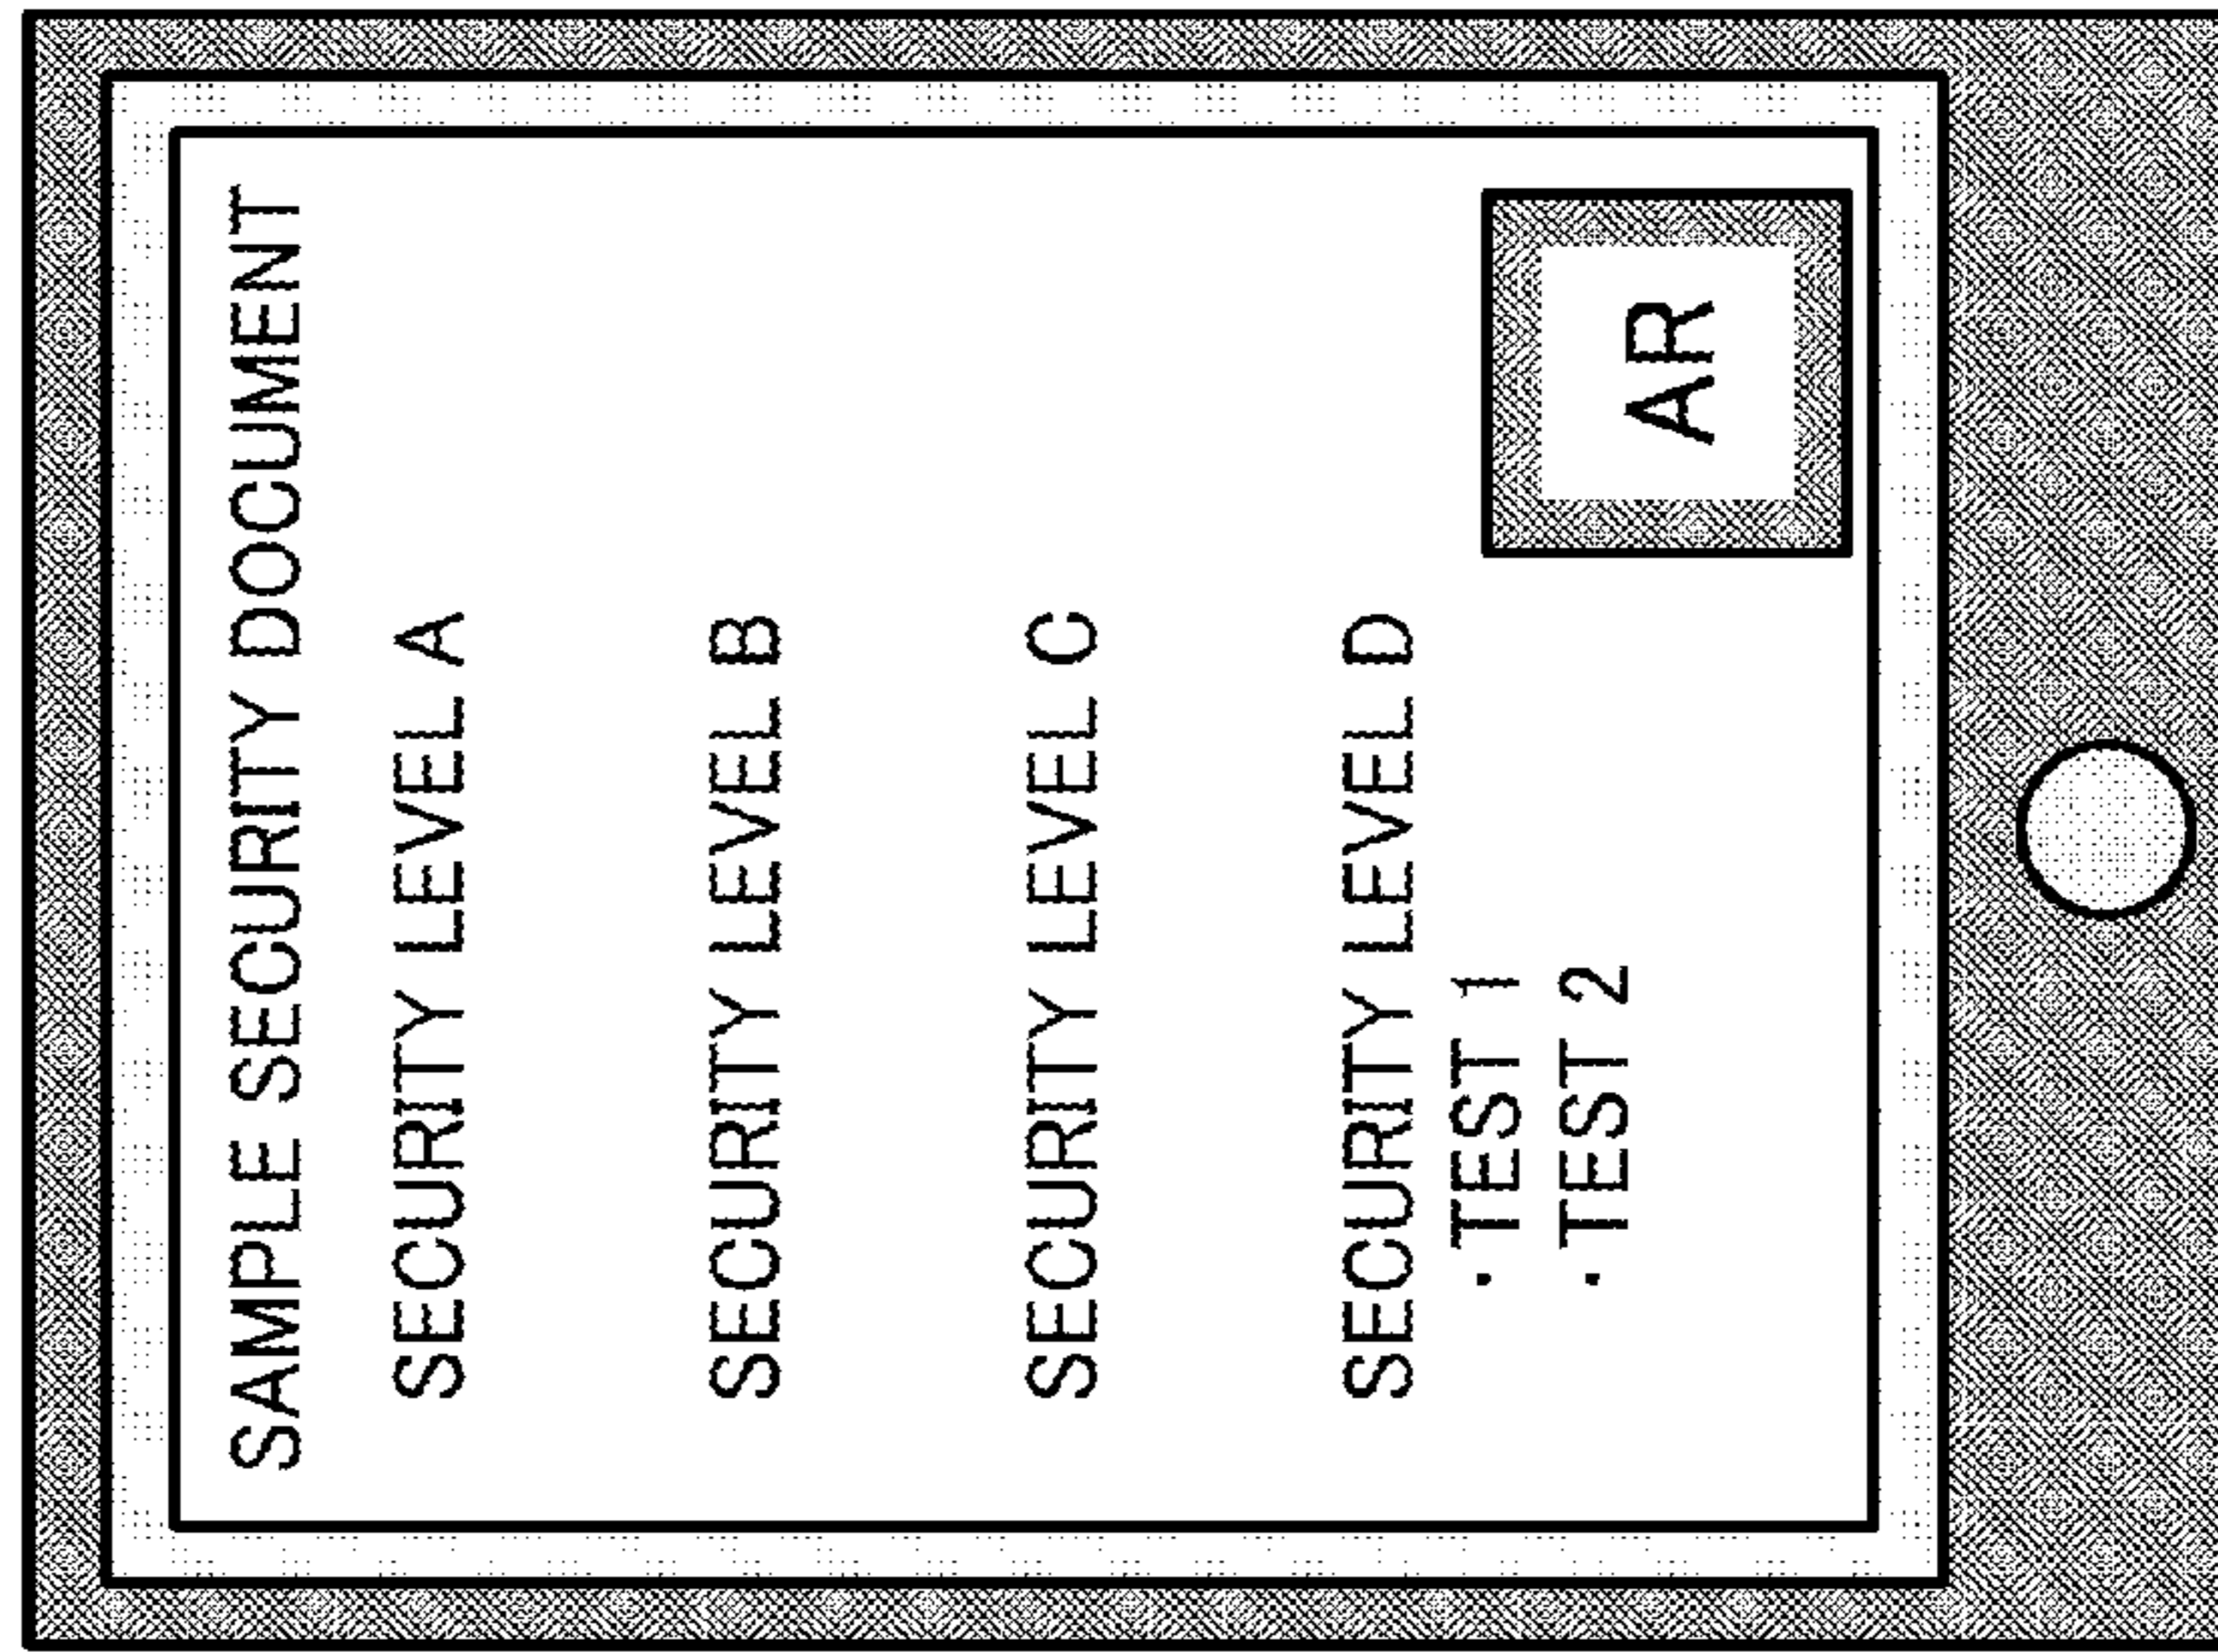 SAMPLE SECURITY DOCUMENT
SECURITY LEVEL A
SECURITY LEVEL B
SECURITY LEVEL C
SECURITY LEVEL D
· TEST 1
· TEST 2
AR